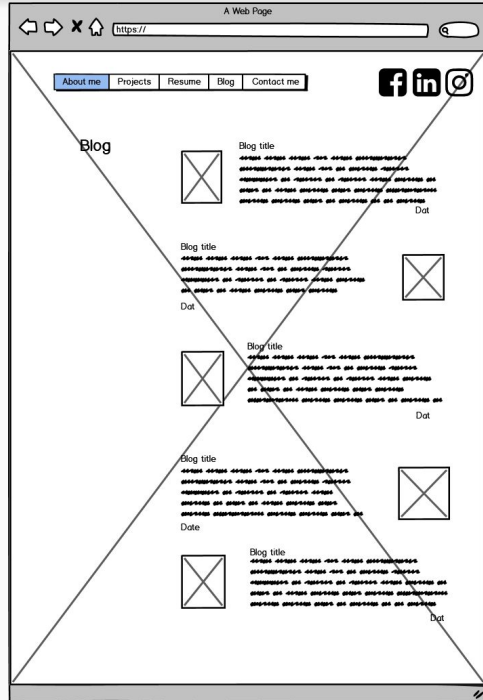 A Web Page
https://
About me Projects Resume Blog Contact me
Blog
Blog title
Dat
Blog title
Dat
Blog title
Dat
Blog title
Date
Blog title
Dat